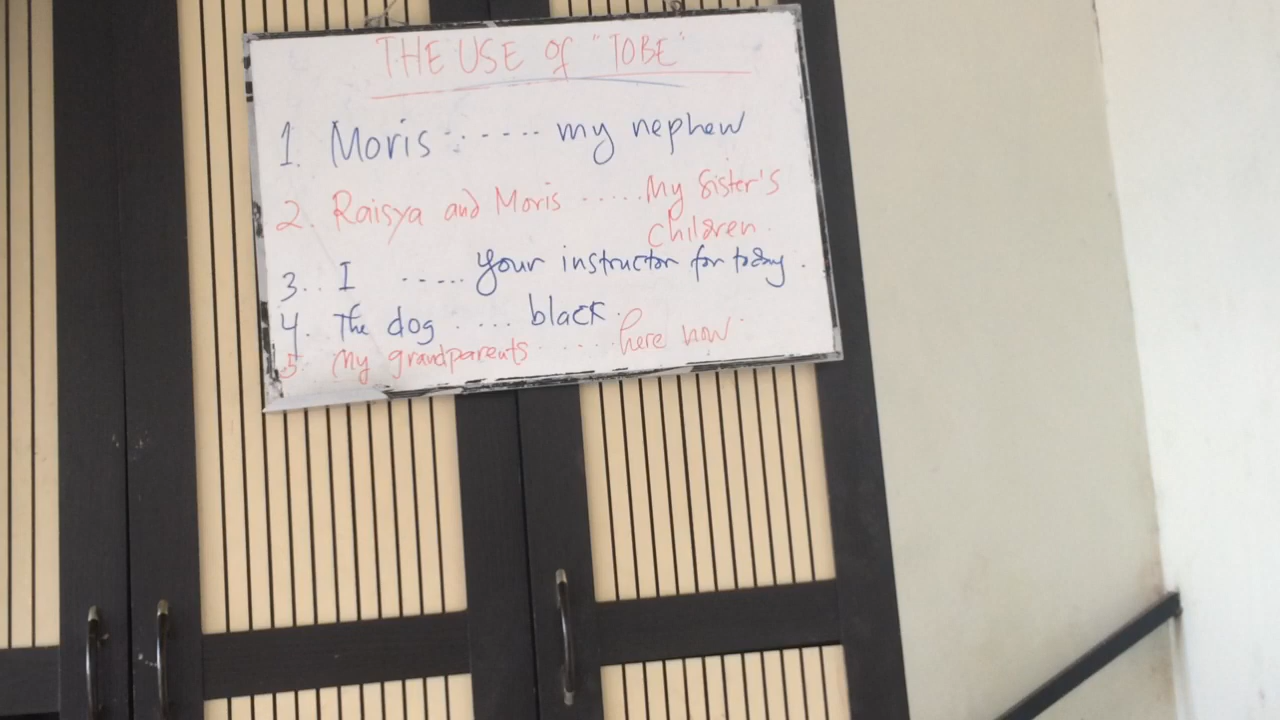 THE USE of "TOBE"
1. Moris ....... my nephew
2. Raisya and Moris ..... My Sister's
children.
3. I ..... your instructor for today.
4. The dog ..... black.
5. My grandparents ..... here now.